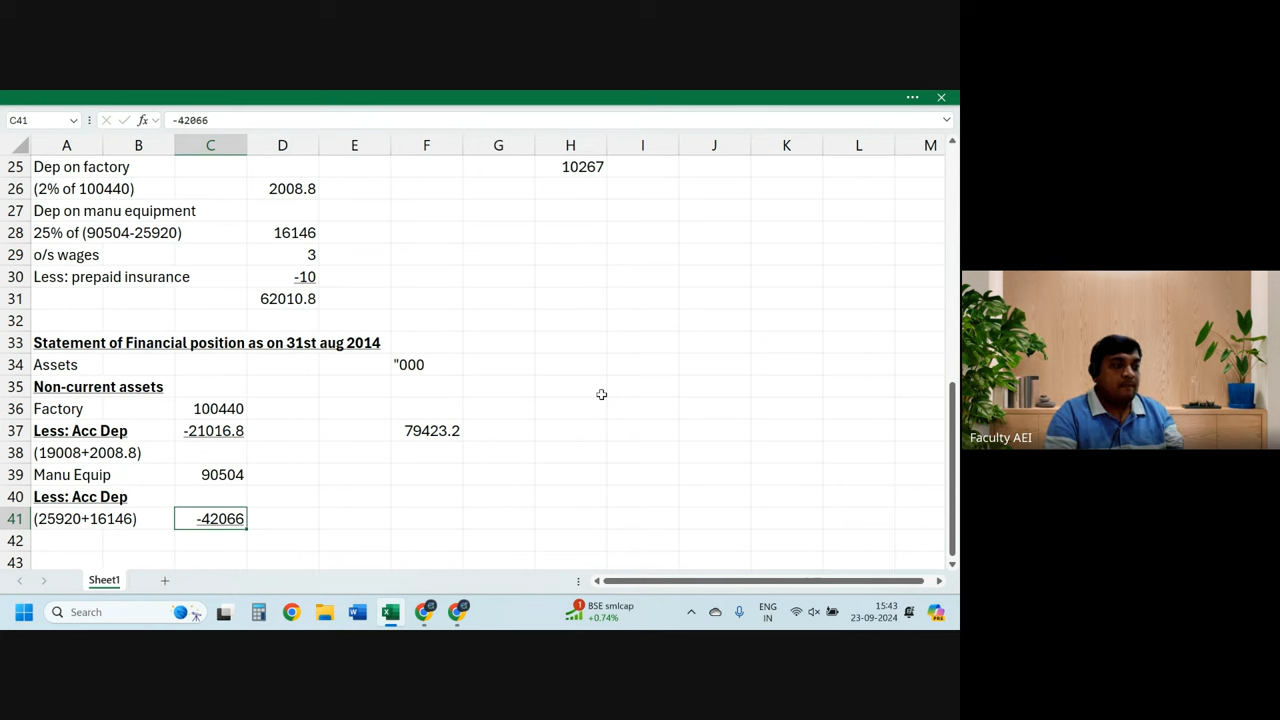 C41 fx -42066
A B C D E F G H I J K L M
25 Dep on factory 10267
26 (2% of 100440) 2008.8
27 Dep on manu equipment
28 25% of (90504-25920) 16146
29 o/s wages 3
30 Less: prepaid insurance -10
31 62010.8
32
33 Statement of Financial position as on 31st aug 2014
34 Assets "000
35 Non-current assets
36 Factory 100440
37 Less: Acc Dep -21016.8 79423.2
38 (19008+2008.8)
39 Manu Equip 90504
40 Less: Acc Dep
41 (25920+16146) -42066
42
43
Faculty AEI
Sheet1
Search
1 BSE smlcap
+0.74%
ENG
IN
15:43
23-09-2024
PRE